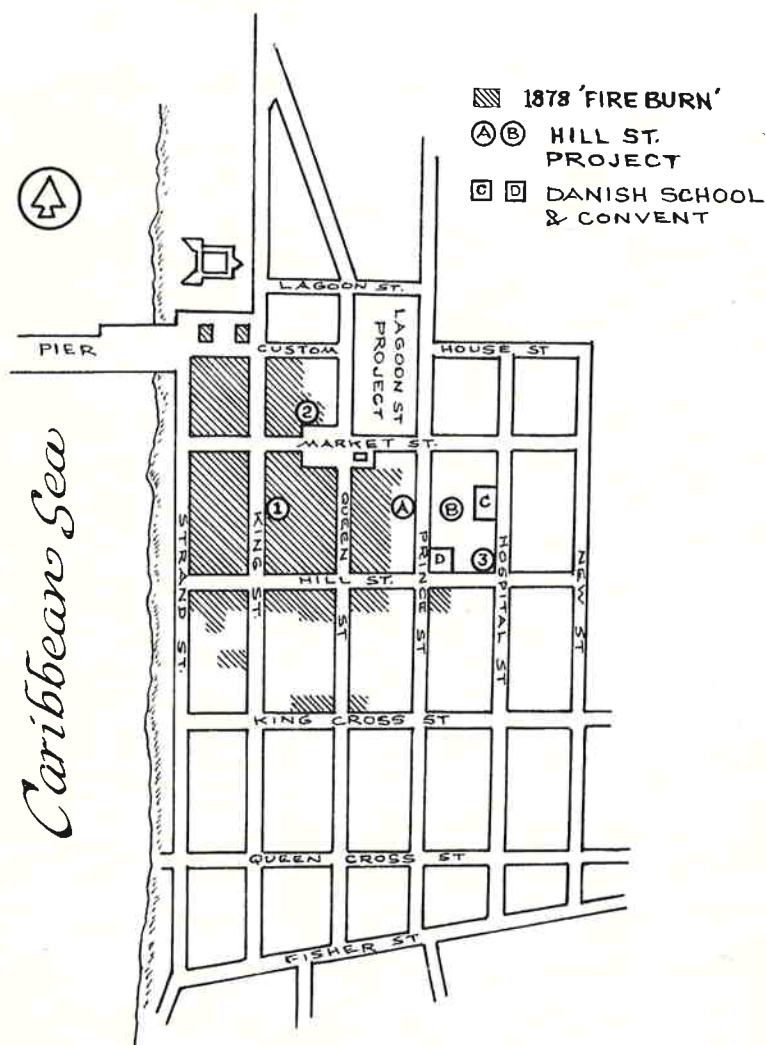 1878 'FIRE BURN'
A B HILL ST.
PROJECT
C D DANISH SCHOOL
& CONVENT
LAGOON ST.
PIER
CUSTOM HOUSE ST
LAGOON ST
PROJECT
2
MARKET ST.
1
A
B
C
D
3
Caribbean Sea
STRAND ST.
KING ST.
QUEEN ST
PRINCE ST
HOSPITAL ST
NEW ST
HILL ST.
KING CROSS ST
QUEEN CROSS ST
FISHER ST